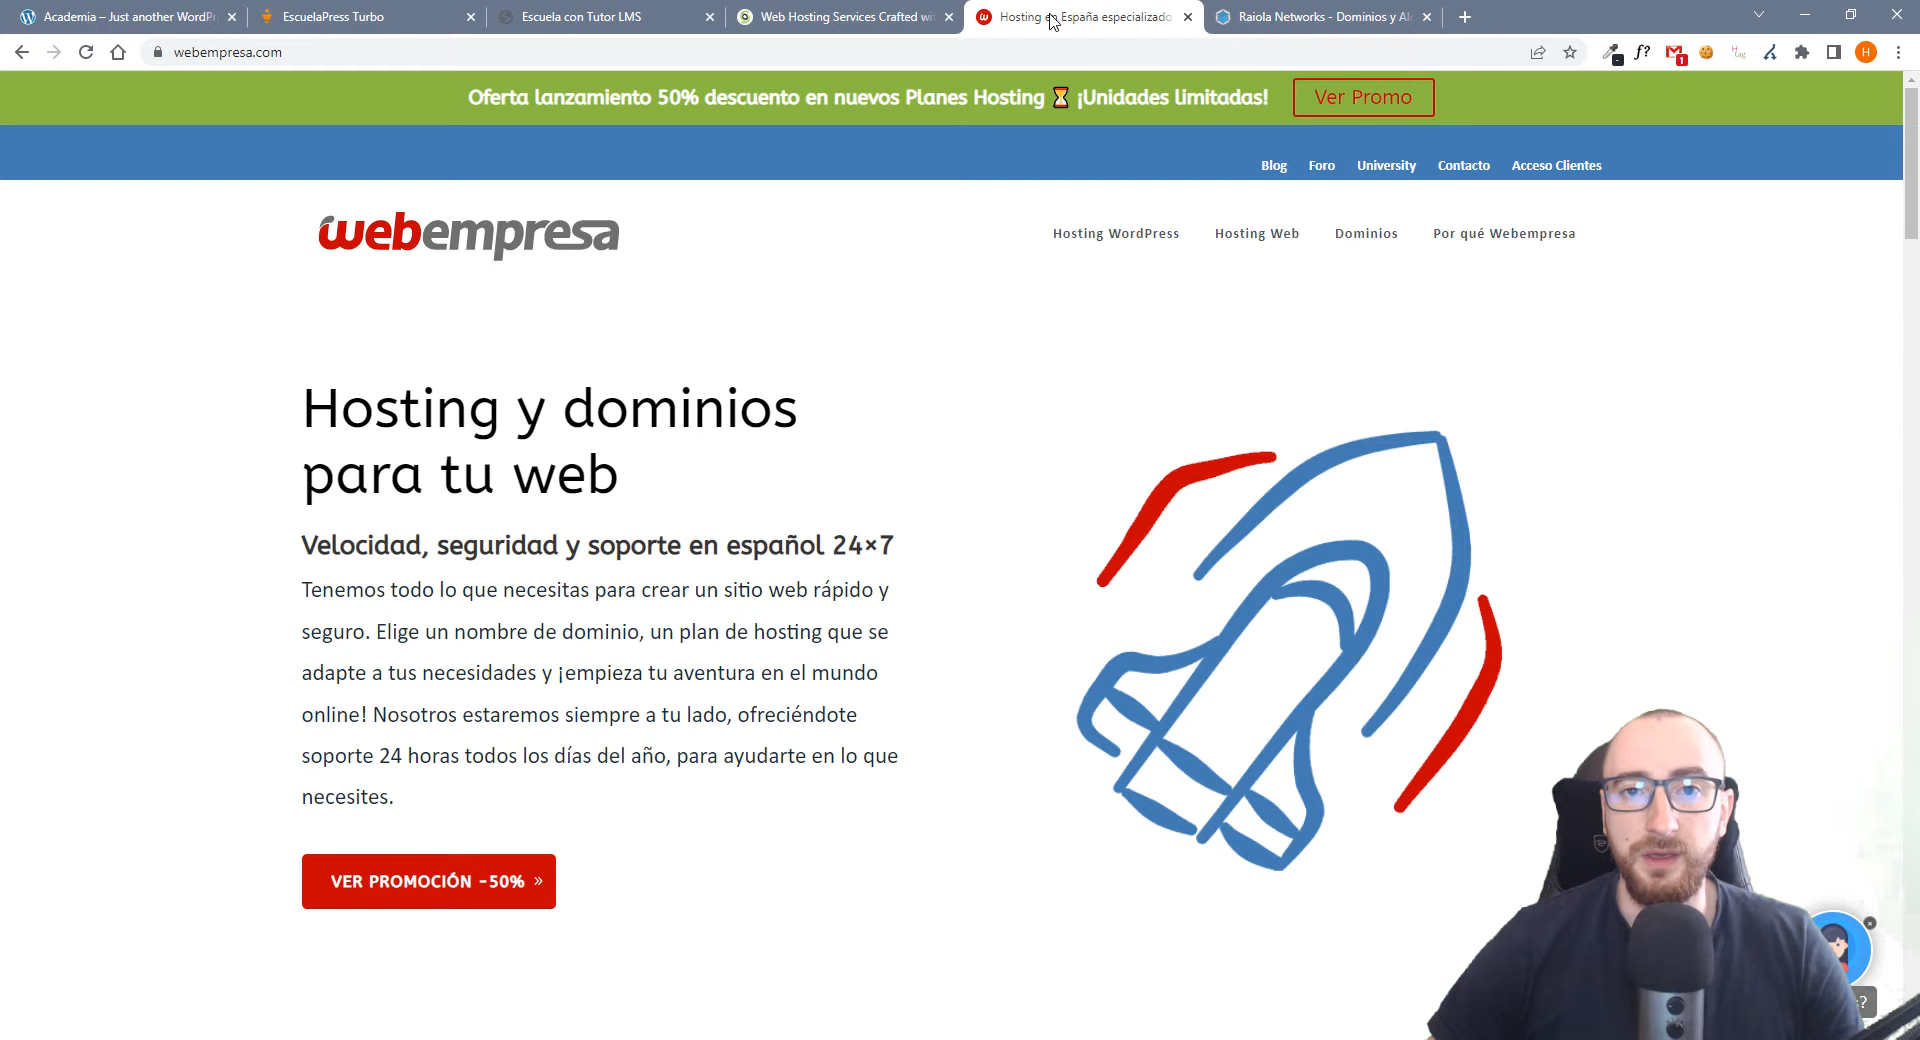 Academia – Just another WordPr
EscuelaPress Turbo
Escuela con Tutor LMS
Web Hosting Services Crafted wit
Hosting en España especializado
Raiola Networks - Dominios y Al
webempresa.com
f?
1
H
Oferta lanzamiento 50% descuento en nuevos Planes Hosting ⏳ ¡Unidades limitadas!
Ver Promo
Blog
Foro
University
Contacto
Acceso Clientes
webempresa
Hosting WordPress
Hosting Web
Dominios
Por qué Webempresa
Hosting y dominios
para tu web
Velocidad, seguridad y soporte en español 24×7
Tenemos todo lo que necesitas para crear un sitio web rápido y
seguro. Elige un nombre de dominio, un plan de hosting que se
adapte a tus necesidades y ¡empieza tu aventura en el mundo
online! Nosotros estaremos siempre a tu lado, ofreciéndote
soporte 24 horas todos los días del año, para ayudarte en lo que
necesites.
VER PROMOCIÓN -50% »